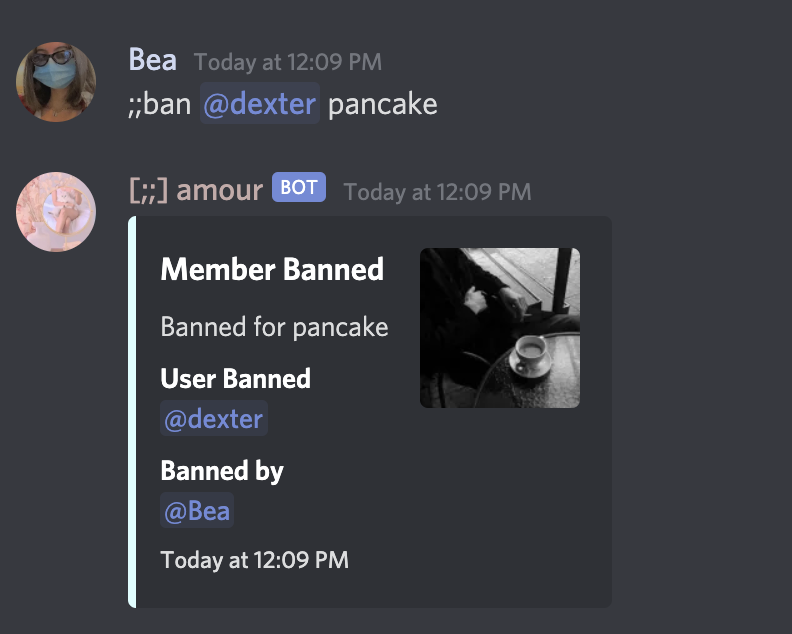 Bea Today at 12:09 PM
;;ban @dexter pancake
[;;] amour BOT Today at 12:09 PM
Member Banned
Banned for pancake
User Banned
@dexter
Banned by
@Bea
Today at 12:09 PM